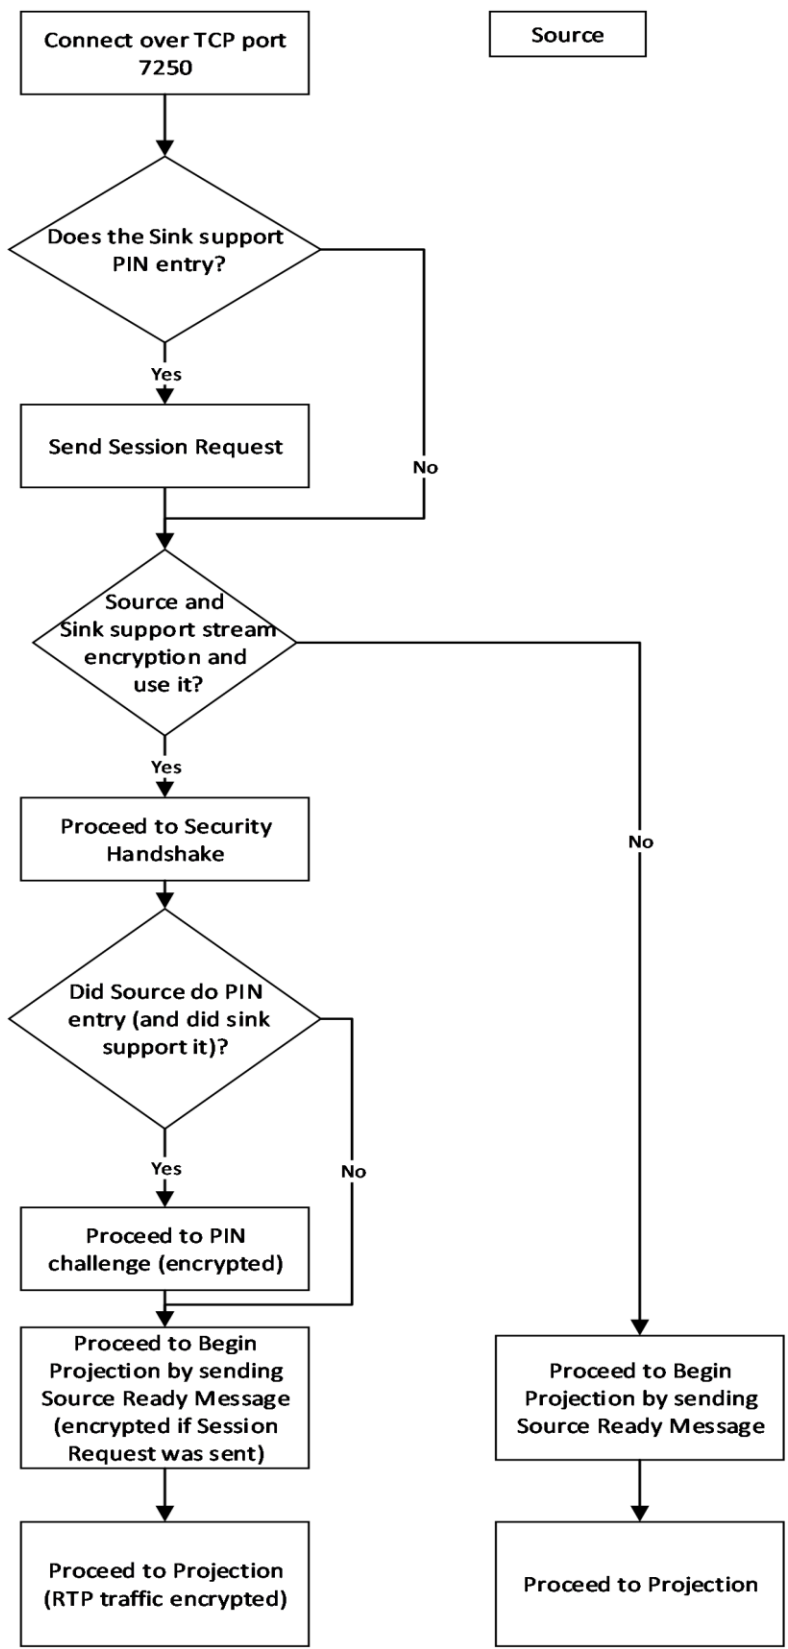 Connect over TCP port
7250
Source
Does the Sink support
PIN entry?
Yes
Send Session Request
No
Source and
Sink support stream
encryption and
use it?
Yes
Proceed to Security
Handshake
No
Did Source do PIN
entry (and did sink
support it)?
Yes
No
Proceed to PIN
challenge (encrypted)
Proceed to Begin
Projection by sending
Source Ready Message
(encrypted if Session
Request was sent)
Proceed to Begin
Projection by sending
Source Ready Message
Proceed to Projection
(RTP traffic encrypted)
Proceed to Projection